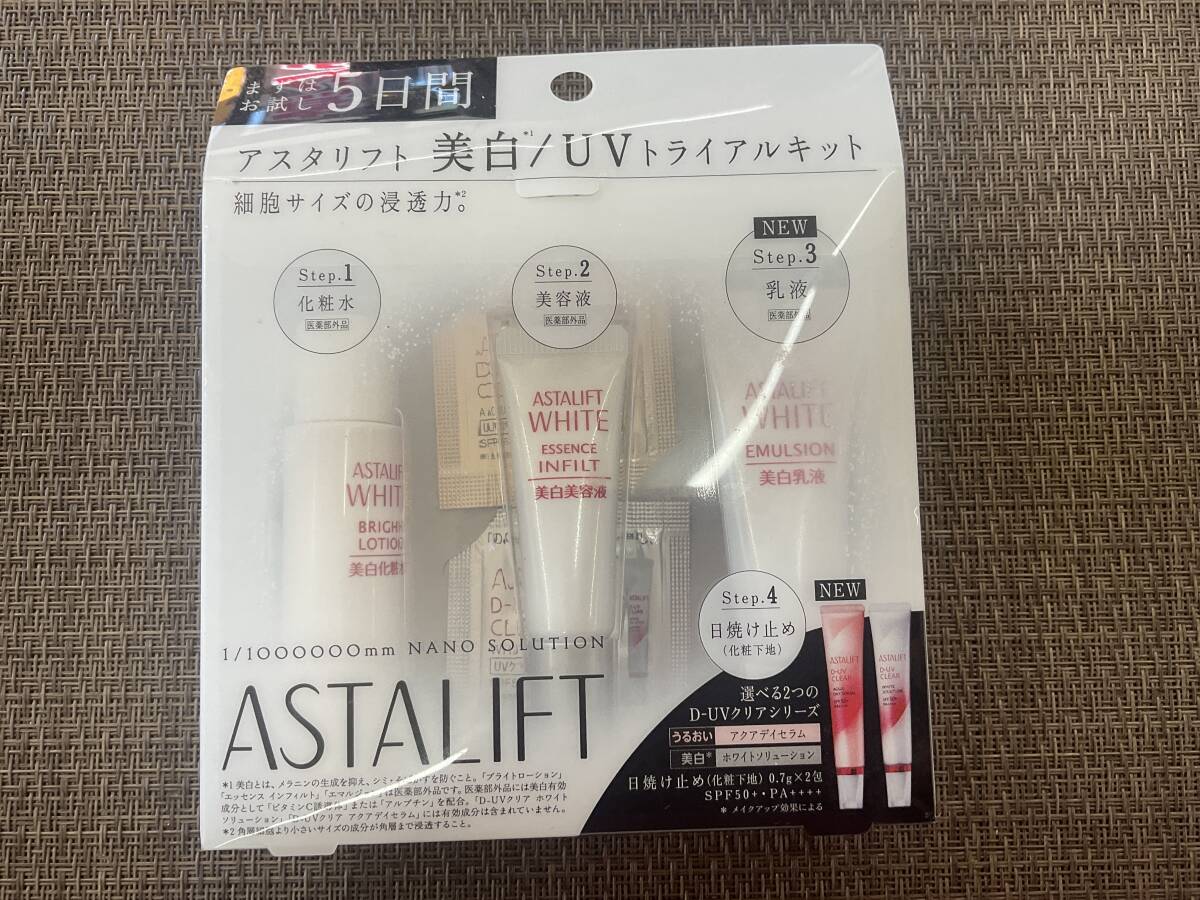 まずは
お試し 5日間
アスタリフト 美白*1/UVトライアルキット
細胞サイズの浸透力*2。
Step.1
化粧水
医薬部外品
Step.2
美容液
医薬部外品
NEW
Step.3
乳液
医薬部外品
ASTALIFT
WHITE
BRIGHT
LOTION
美白化粧
ASTALIFT
WHITE
ESSENCE
INFILT
美白美容液
ASTALIFT
WHITE
EMULSION
美白乳液
D-
CLE
UVク
Step.4
日焼け止め
(化粧下地)
NEW
ASTALIFT
D-UV
CLEAR
ASTALIFT
D-UV
CLEAR
選べる2つの
D-UVクリアシリーズ
うるおい アクアデイセラム
美白* ホワイトソリューション
日焼け止め(化粧下地) 0.7g×2包
SPF50+・PA++++
* メイクアップ効果による
1/1000000mm NANO SOLUTION
ASTALIFT
*1 美白とは、メラニンの生成を抑え、シミ・そばかすを防ぐこと。「ブライトローション」
「エッセンス インフィルト」「エマルジョン」は医薬部外品です。医薬部外品には美白有効
成分として「ビタミンC誘導体」または「アルブチン」を配合。「D-UVクリア ホワイト
ソリューション」「D-UVクリア アクアデイセラム」には有効成分は含まれていません。
*2 角層細胞より小さいサイズの成分が角層まで浸透すること。